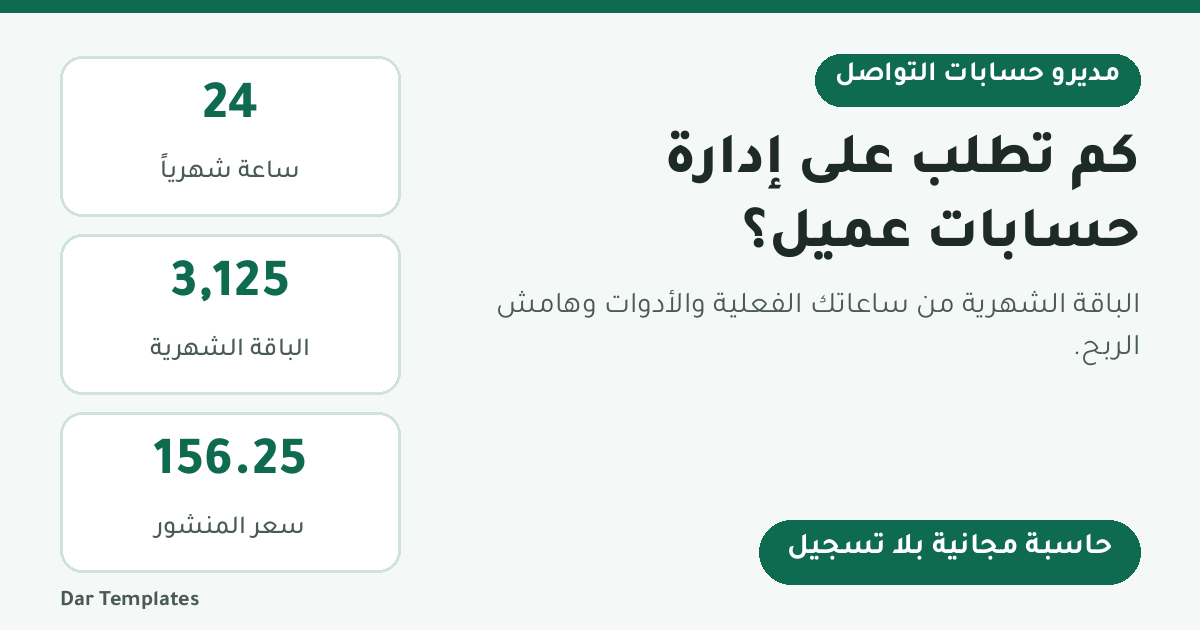 مديرو حسابات التواصل
كم تطلب على إدارة
حسابات عميل؟
الباقة الشهرية من ساعاتك الفعلية والأدوات وهامش
الربح.
حاسبة مجانية بلا تسجيل
24
ساعة شهرياً
3,125
الباقة الشهرية
156.25
سعر المنشور
Dar Templates